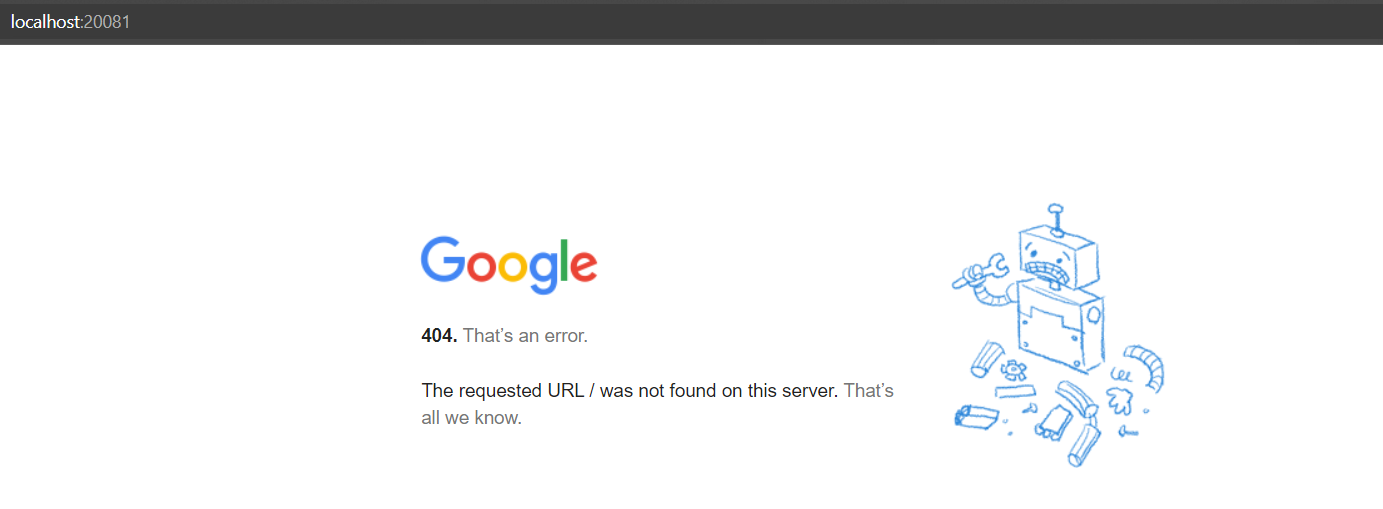 localhost:20081
Google
404. That’s an error.
The requested URL / was not found on this server. That’s
all we know.